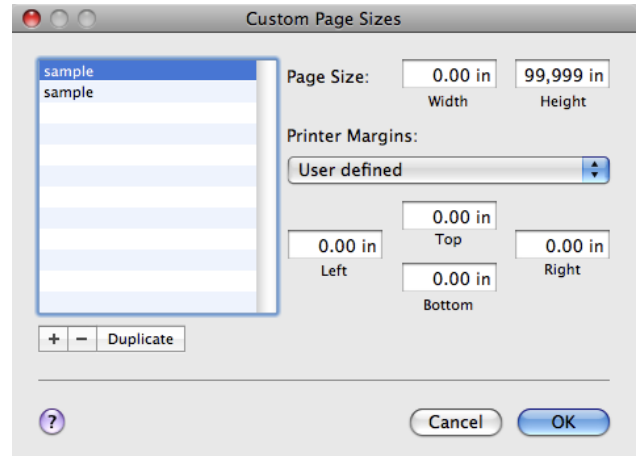 Custom Page Sizes
sample
sample
+ − Duplicate
Page Size: 0.00 in 99,999 in
Width Height
Printer Margins:
User defined
0.00 in
Top
0.00 in 0.00 in
Left Right
0.00 in
Bottom
? Cancel OK